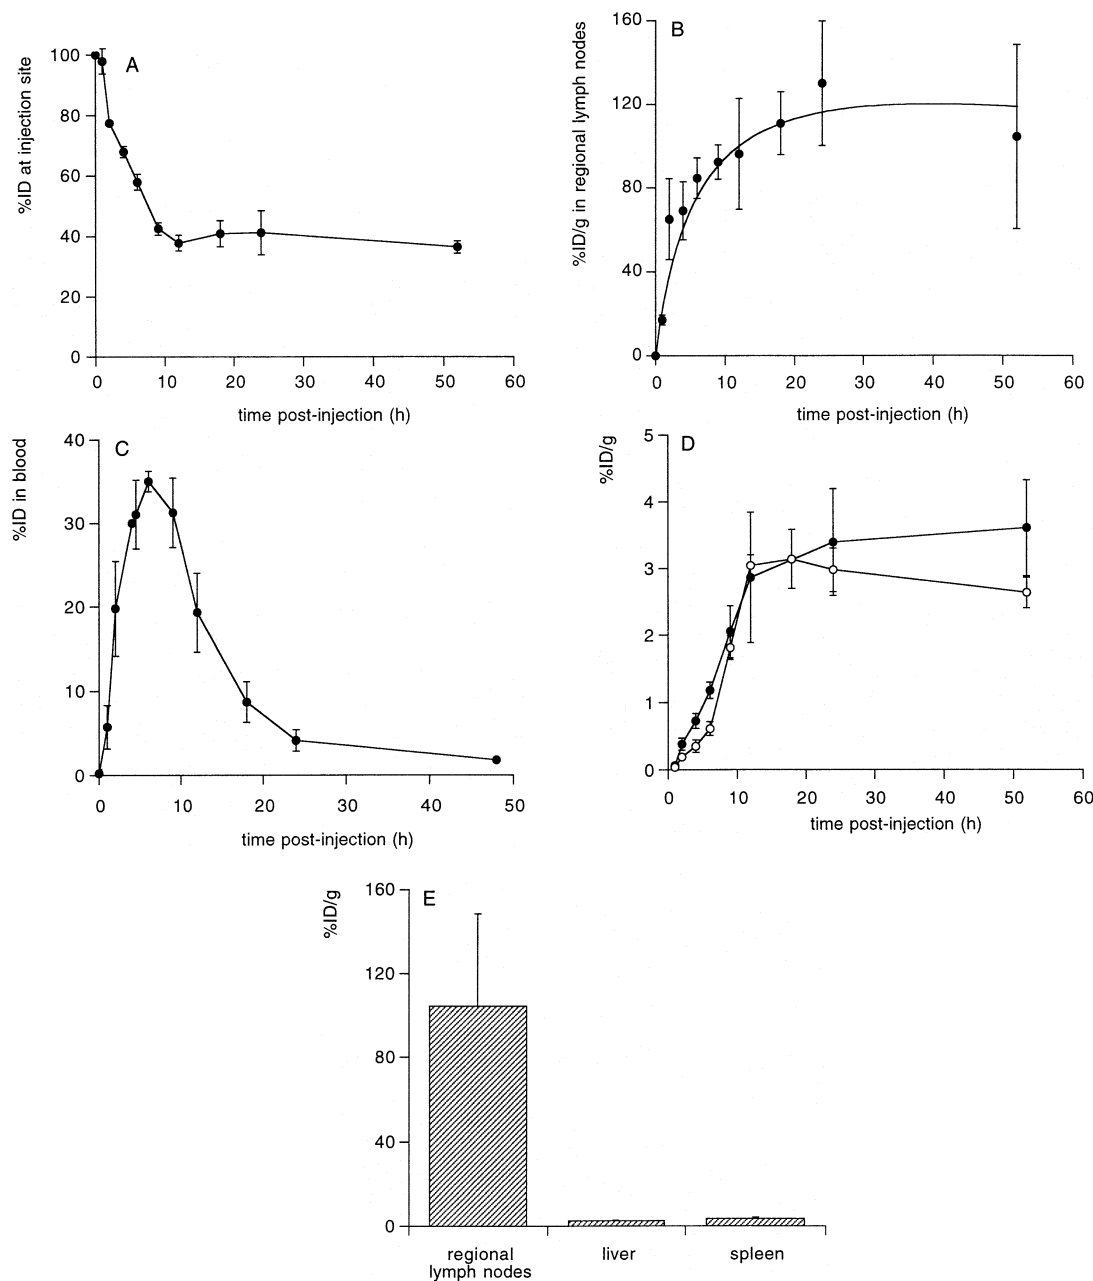 A
%ID at injection site
100
80
60
40
20
0
0 10 20 30 40 50 60
time post-injection (h)
B
%ID/g in regional lymph nodes
160
120
80
40
0
0 10 20 30 40 50 60
time post-injection (h)
C
%ID in blood
40
30
20
10
0
0 10 20 30 40 50
time post-injection (h)
D
%ID/g
5
4
3
2
1
0
0 10 20 30 40 50 60
time post-injection (h)
E
%ID/g
160
120
80
40
0
regional liver spleen
lymph nodes